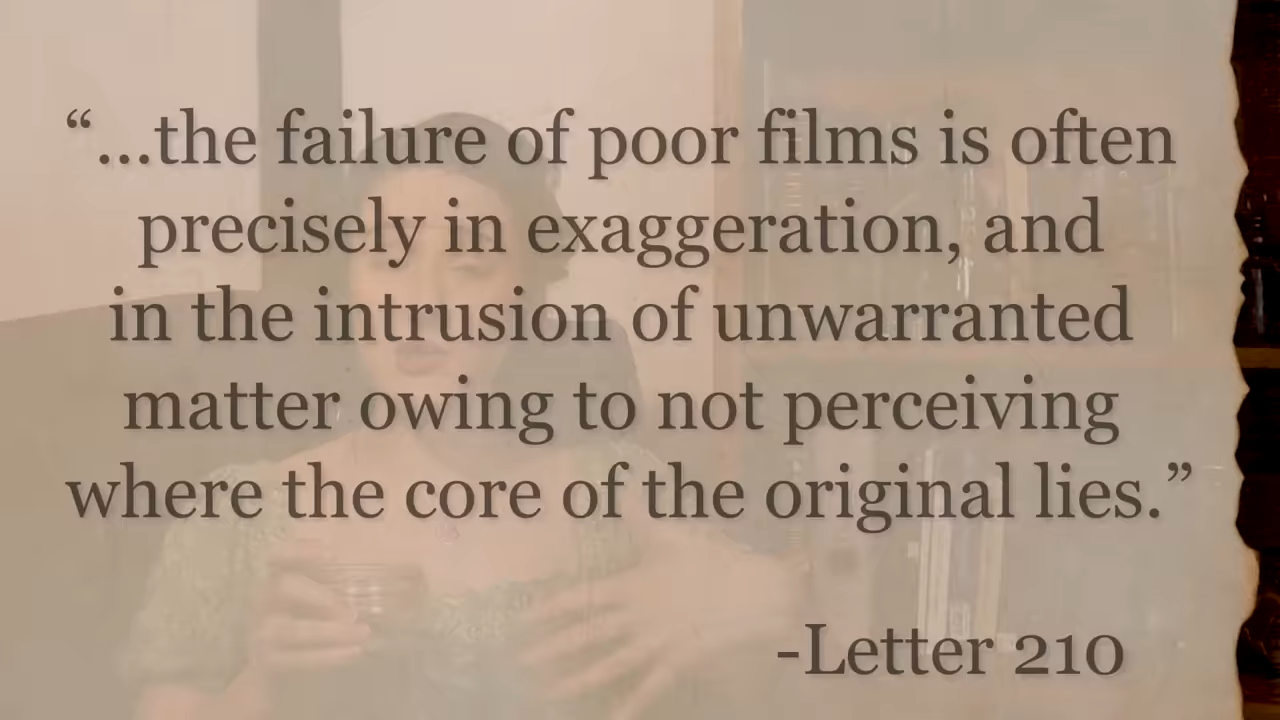 “...the failure of poor films is often
precisely in exaggeration, and
in the intrusion of unwarranted
matter owing to not perceiving
where the core of the original lies.”
-Letter 210